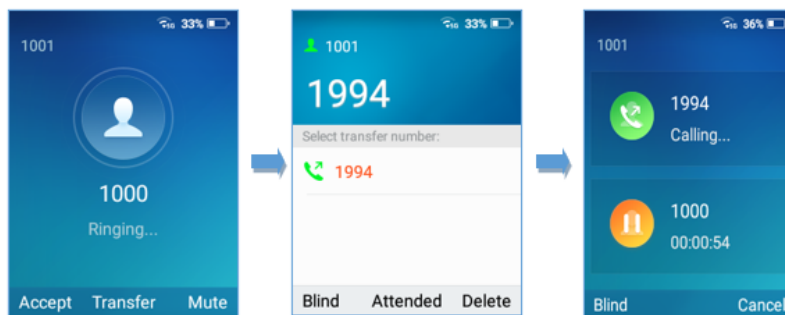 33%
1001
1000
Ringing...
Accept Transfer Mute
33%
1001
1994
Select transfer number:
1994
Blind Attended Delete
36%
1001
1994
Calling...
1000
00:00:54
Blind Cancel